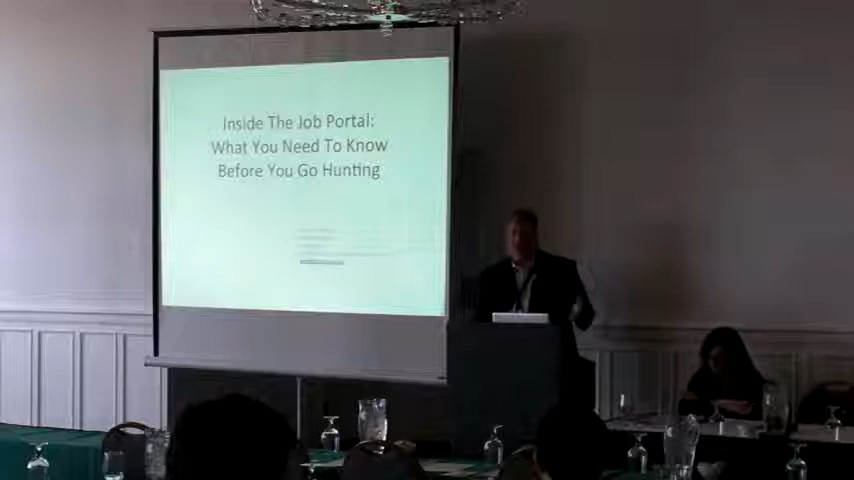 Inside The Job Portal:
What You Need To Know
Before You Go Hunting